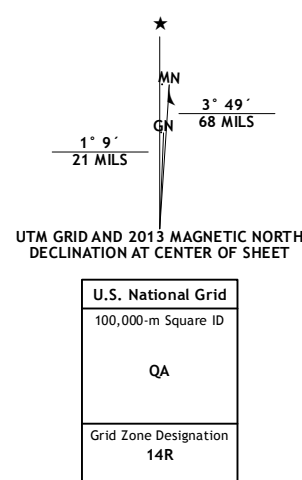 ★
MN
3° 49´
68 MILS
GN
1° 9´
21 MILS
UTM GRID AND 2013 MAGNETIC NORTH
DECLINATION AT CENTER OF SHEET
U.S. National Grid
100,000-m Square ID
QA
Grid Zone Designation
14R